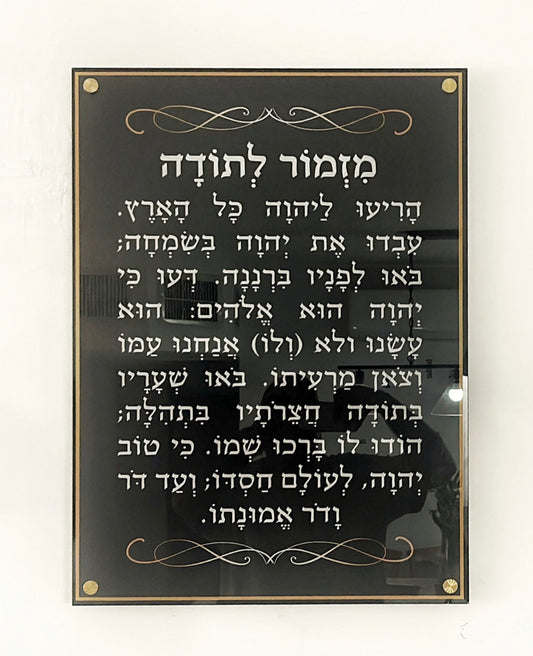 מִזְמוֹר לְתוֹדָה
הָרִיעוּ לַיהוָה כָּל הָאָרֶץ.
עִבְדוּ אֶת יְהוָה בְּשִׂמְחָה;
בֹּאוּ לְפָנָיו בִּרְנָנָה. דְּעוּ כִּי
יְהוָה הוּא אֱלֹהִים: הוּא
עָשָׂנוּ וּלא (וְלוֹ) אֲנַחְנוּ עַמּוֹ
וְצֹאן מַרְעִיתוֹ. בֹּאוּ שְׁעָרָיו
בְּתוֹדָה חֲצֵרֹתָיו בִּתְהִלָּה;
הוֹדוּ לוֹ בָּרְכוּ שְׁמוֹ. כִּי טוֹב
יְהוָה, לְעוֹלָם חַסְדּוֹ; וְעַד דֹּר
וָדֹר אֱמוּנָתוֹ.